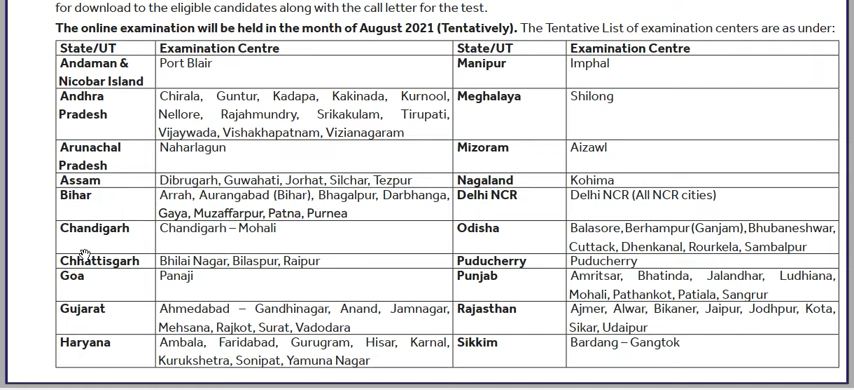 for download to the eligible candidates along with the call letter for the test.
The online examination will be held in the month of August 2021 (Tentatively). The Tentative List of examination centers are as under:
State/UT Examination Centre State/UT Examination Centre
Andaman & Port Blair Manipur Imphal
Nicobar Island
Andhra Chirala, Guntur, Kadapa, Kakinada, Kurnool, Meghalaya Shilong
Pradesh Nellore, Rajahmundry, Srikakulam, Tirupati,
Vijaywada, Vishakhapatnam, Vizianagaram
Arunachal Naharlagun Mizoram Aizawl
Pradesh
Assam Dibrugarh, Guwahati, Jorhat, Silchar, Tezpur Nagaland Kohima
Bihar Arrah, Aurangabad (Bihar), Bhagalpur, Darbhanga, Delhi NCR Delhi NCR (All NCR cities)
Gaya, Muzaffarpur, Patna, Purnea
Chandigarh Chandigarh – Mohali Odisha Balasore, Berhampur (Ganjam), Bhubaneshwar,
Cuttack, Dhenkanal, Rourkela, Sambalpur
Chhattisgarh Bhilai Nagar, Bilaspur, Raipur Puducherry Puducherry
Goa Panaji Punjab Amritsar, Bhatinda, Jalandhar, Ludhiana,
Mohali, Pathankot, Patiala, Sangrur
Gujarat Ahmedabad – Gandhinagar, Anand, Jamnagar, Rajasthan Ajmer, Alwar, Bikaner, Jaipur, Jodhpur, Kota,
Mehsana, Rajkot, Surat, Vadodara Sikar, Udaipur
Haryana Ambala, Faridabad, Gurugram, Hisar, Karnal, Sikkim Bardang – Gangtok
Kurukshetra, Sonipat, Yamuna Nagar